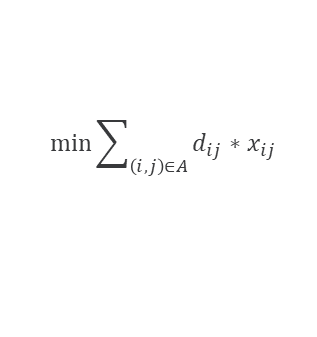 min ∑_{(i,j)∈A} d_{ij} * x_{ij}